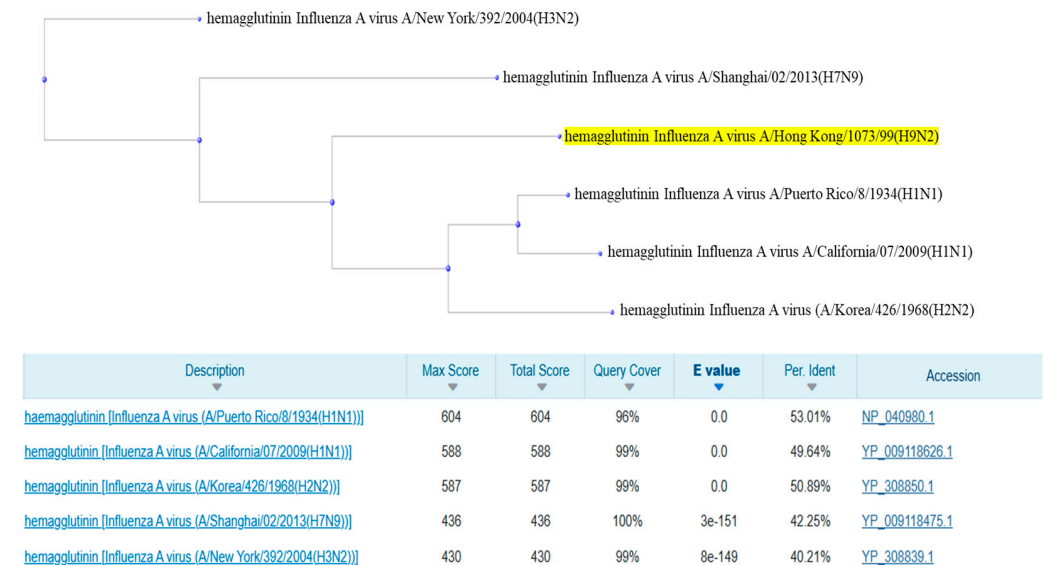 hemagglutinin Influenza A virus A/New York/392/2004(H3N2)
hemagglutinin Influenza A virus A/Shanghai/02/2013(H7N9)
hemagglutinin Influenza A virus A/Hong Kong/1073/99(H9N2)
hemagglutinin Influenza A virus A/Puerto Rico/8/1934(H1N1)
hemagglutinin Influenza A virus A/California/07/2009(H1N1)
hemagglutinin Influenza A virus (A/Korea/426/1968(H2N2)
Description Max Score Total Score Query Cover E value Per. Ident Accession
haemagglutinin [Influenza A virus (A/Puerto Rico/8/1934(H1N1))] 604 604 96% 0.0 53.01% NP_040980.1
hemagglutinin [Influenza A virus (A/California/07/2009(H1N1))] 588 588 99% 0.0 49.64% YP_009118626.1
hemagglutinin [Influenza A virus (A/Korea/426/1968(H2N2))] 587 587 99% 0.0 50.89% YP_308850.1
hemagglutinin [Influenza A virus (A/Shanghai/02/2013(H7N9))] 436 436 100% 3e-151 42.25% YP_009118475.1
hemagglutinin [Influenza A virus (A/New York/392/2004(H3N2))] 430 430 99% 8e-149 40.21% YP_308839.1